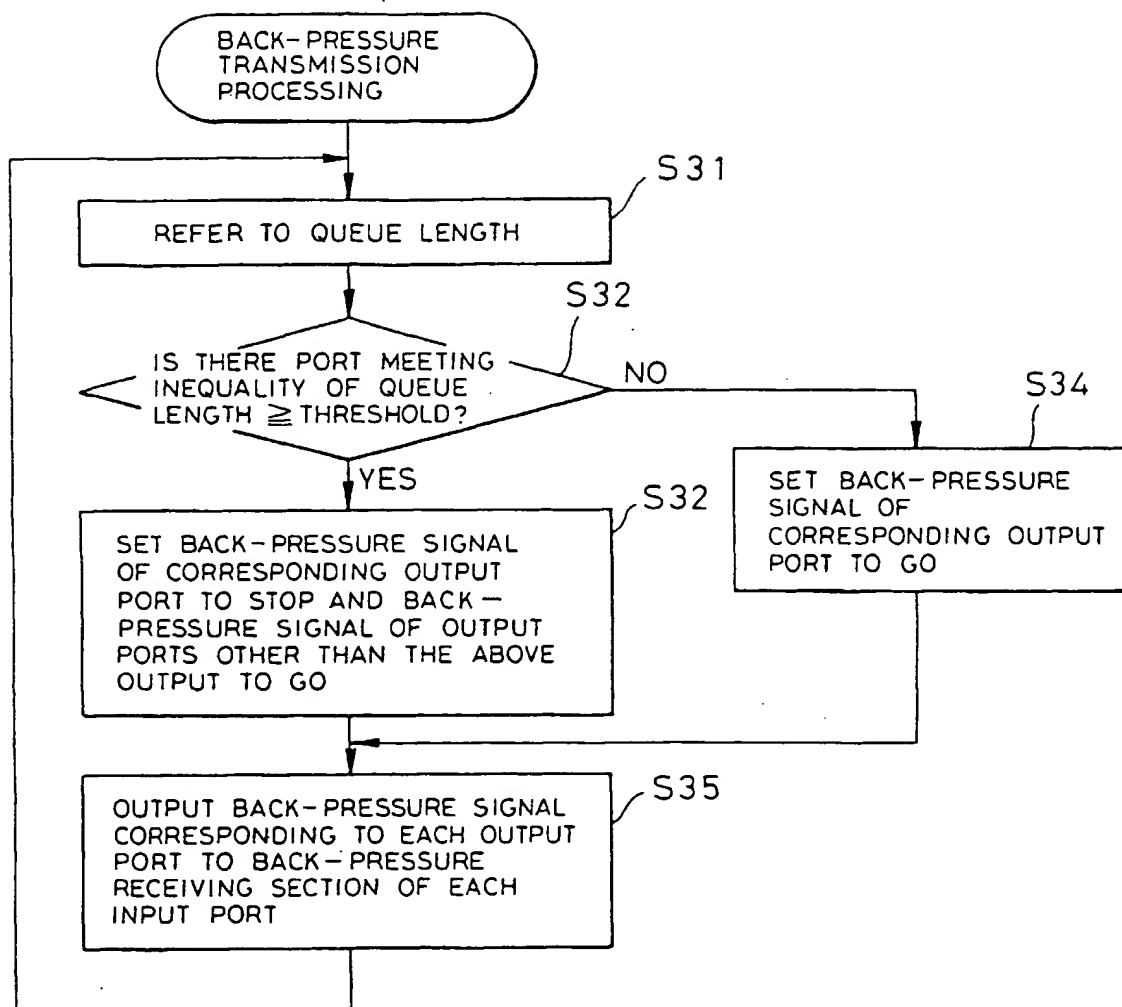 BACK-PRESSURE
TRANSMISSION
PROCESSING
S31
REFER TO QUEUE LENGTH
S32
IS THERE PORT MEETING
INEQUALITY OF QUEUE
LENGTH ≧ THRESHOLD?
NO
S34
YES
SET BACK-PRESSURE
SIGNAL OF
CORRESPONDING OUTPUT
PORT TO GO
S32
SET BACK-PRESSURE SIGNAL
OF CORRESPONDING OUTPUT
PORT TO STOP AND BACK-
PRESSURE SIGNAL OF OUTPUT
PORTS OTHER THAN THE ABOVE
OUTPUT TO GO
S35
OUTPUT BACK-PRESSURE SIGNAL
CORRESPONDING TO EACH OUTPUT
PORT TO BACK-PRESSURE
RECEIVING SECTION OF EACH
INPUT PORT